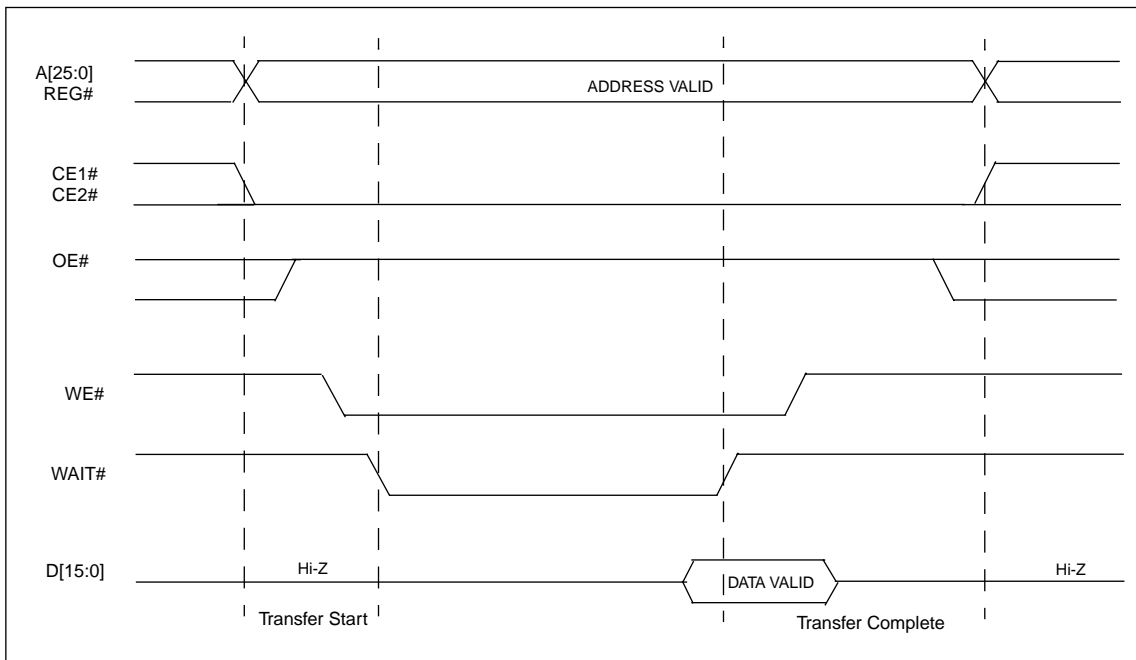 A[25:0]
REG#
ADDRESS VALID
CE1#
CE2#
OE#
WE#
WAIT#
D[15:0]
Hi-Z
DATA VALID
Hi-Z
Transfer Start
Transfer Complete